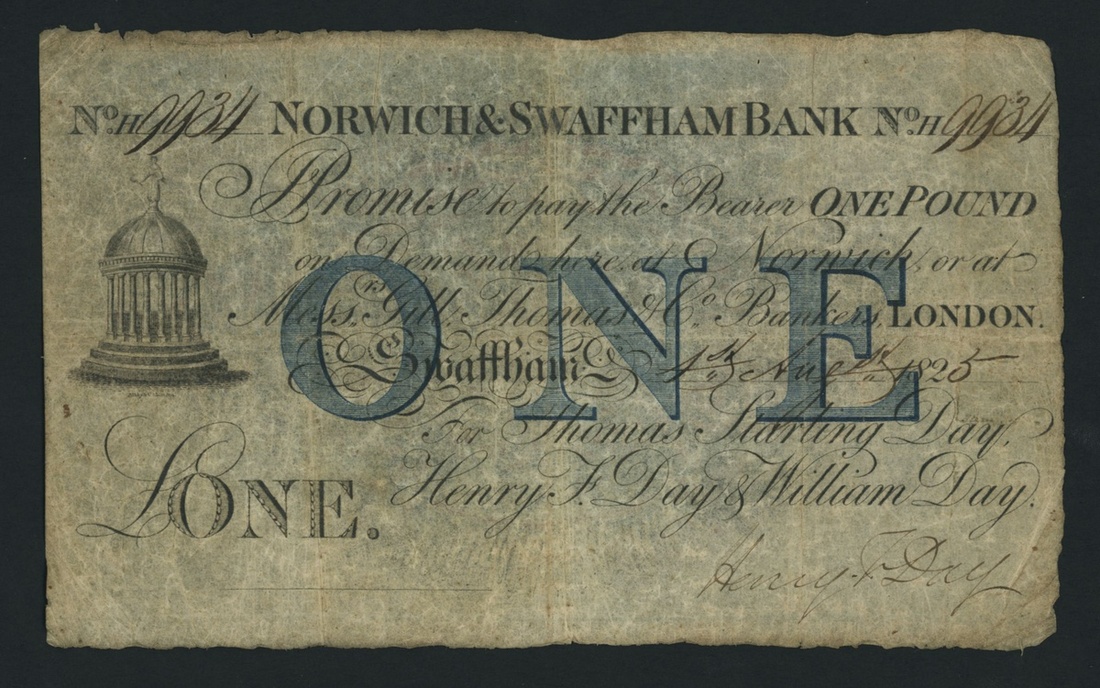 No. H 9934 NORWICH & SWAFFHAM BANK No. H 9934
I Promise to pay the Bearer ONE POUND
on Demand here, at Norwich, or at
Messrs. Gill, Thomas & Co. Bankers, LONDON.
Swaffham 1st August 1825
ONE
For Thomas Starling Day,
Henry F. Day & William Day.
£ONE.
Henry F Day